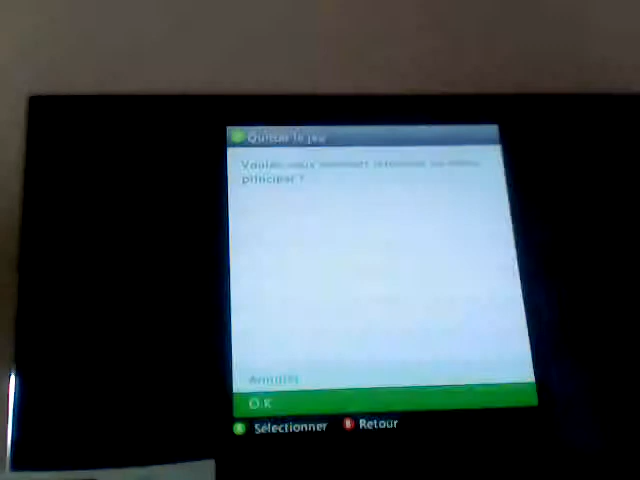 Quitter le jeu
Voulez-vous vraiment retourner au menu
principal ?
Annuler
OK
A Sélectionner B Retour